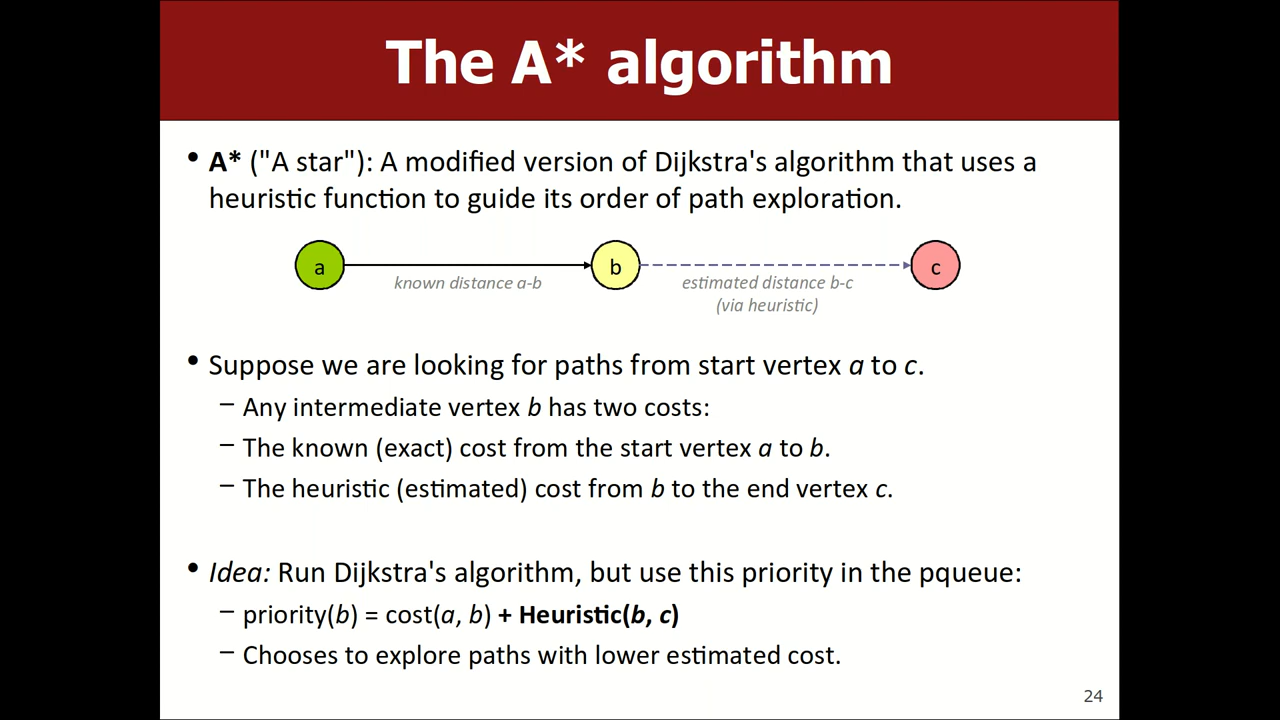 The A* algorithm
• A* ("A star"): A modified version of Dijkstra's algorithm that uses a
heuristic function to guide its order of path exploration.
a
b
c
known distance a-b
estimated distance b-c
(via heuristic)
• Suppose we are looking for paths from start vertex a to c.
– Any intermediate vertex b has two costs:
– The known (exact) cost from the start vertex a to b.
– The heuristic (estimated) cost from b to the end vertex c.
• Idea: Run Dijkstra's algorithm, but use this priority in the pqueue:
– priority(b) = cost(a, b) + Heuristic(b, c)
– Chooses to explore paths with lower estimated cost.
24